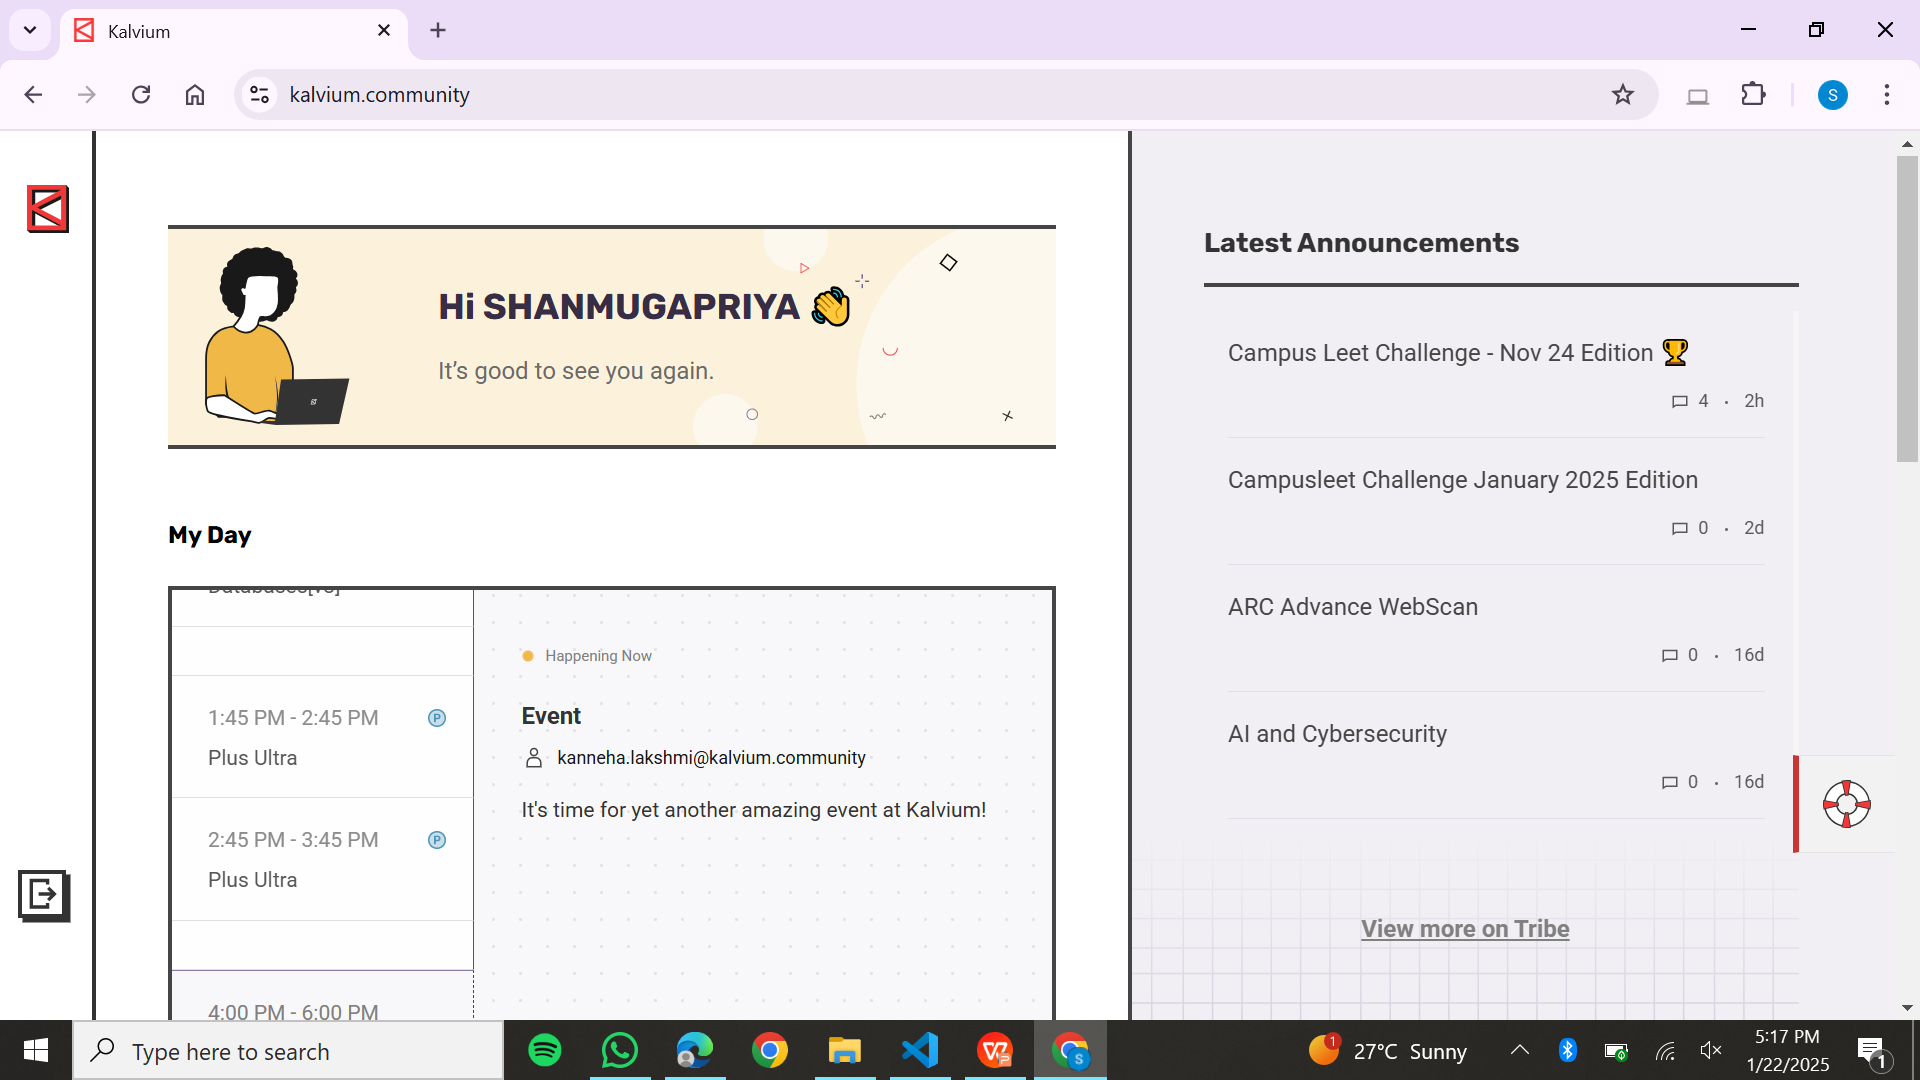 Kalvium
kalvium.community
S
Hi SHANMUGAPRIYA 👋
It's good to see you again.
My Day
1:45 PM - 2:45 PM
P
Plus Ultra
2:45 PM - 3:45 PM
P
Plus Ultra
4:00 PM - 6:00 PM
Happening Now
Event
kanneha.lakshmi@kalvium.community
It's time for yet another amazing event at Kalvium!
Latest Announcements
Campus Leet Challenge - Nov 24 Edition 🏆
4 · 2h
Campusleet Challenge January 2025 Edition
0 · 2d
ARC Advance WebScan
0 · 16d
AI and Cybersecurity
0 · 16d
View more on Tribe
Type here to search
S
1
27°C Sunny
5:17 PM
1/22/2025
1